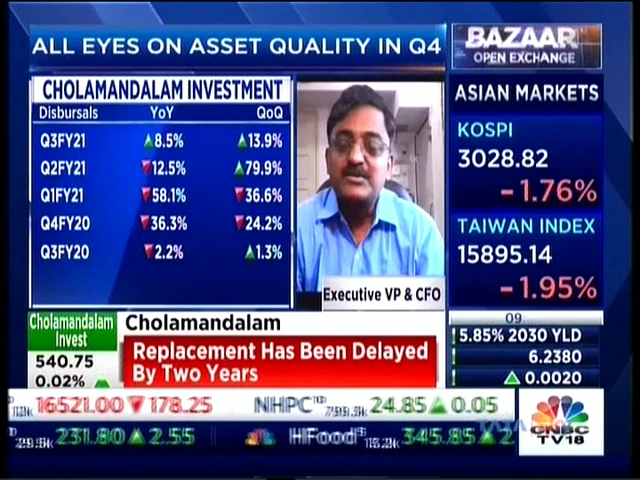 ALL EYES ON ASSET QUALITY IN Q4
BAZAAR
OPEN EXCHANGE
CHOLAMANDALAM INVESTMENT
Disbursals YoY QoQ
Q3FY21 ▲8.5% ▲13.9%
Q2FY21 ▼12.5% ▲79.9%
Q1FY21 ▼58.1% ▼36.6%
Q4FY20 ▼36.3% ▼24.2%
Q3FY20 ▼2.2% ▲1.3%
Executive VP & CFO
ASIAN MARKETS
KOSPI
3028.82
-1.76%
TAIWAN INDEX
15895.14
-1.95%
Cholamandalam
Invest
540.75
0.02% ▲
Cholamandalam
Replacement Has Been Delayed
By Two Years
09
5.85% 2030 YLD
6.2380
▲ 0.0020
16521.00 ▼ 178.25 NHPC 24.85 ▲ 0.05
231.80 ▲ 2.55 HFood 345.85 ▲ 2
CNBC
TV18